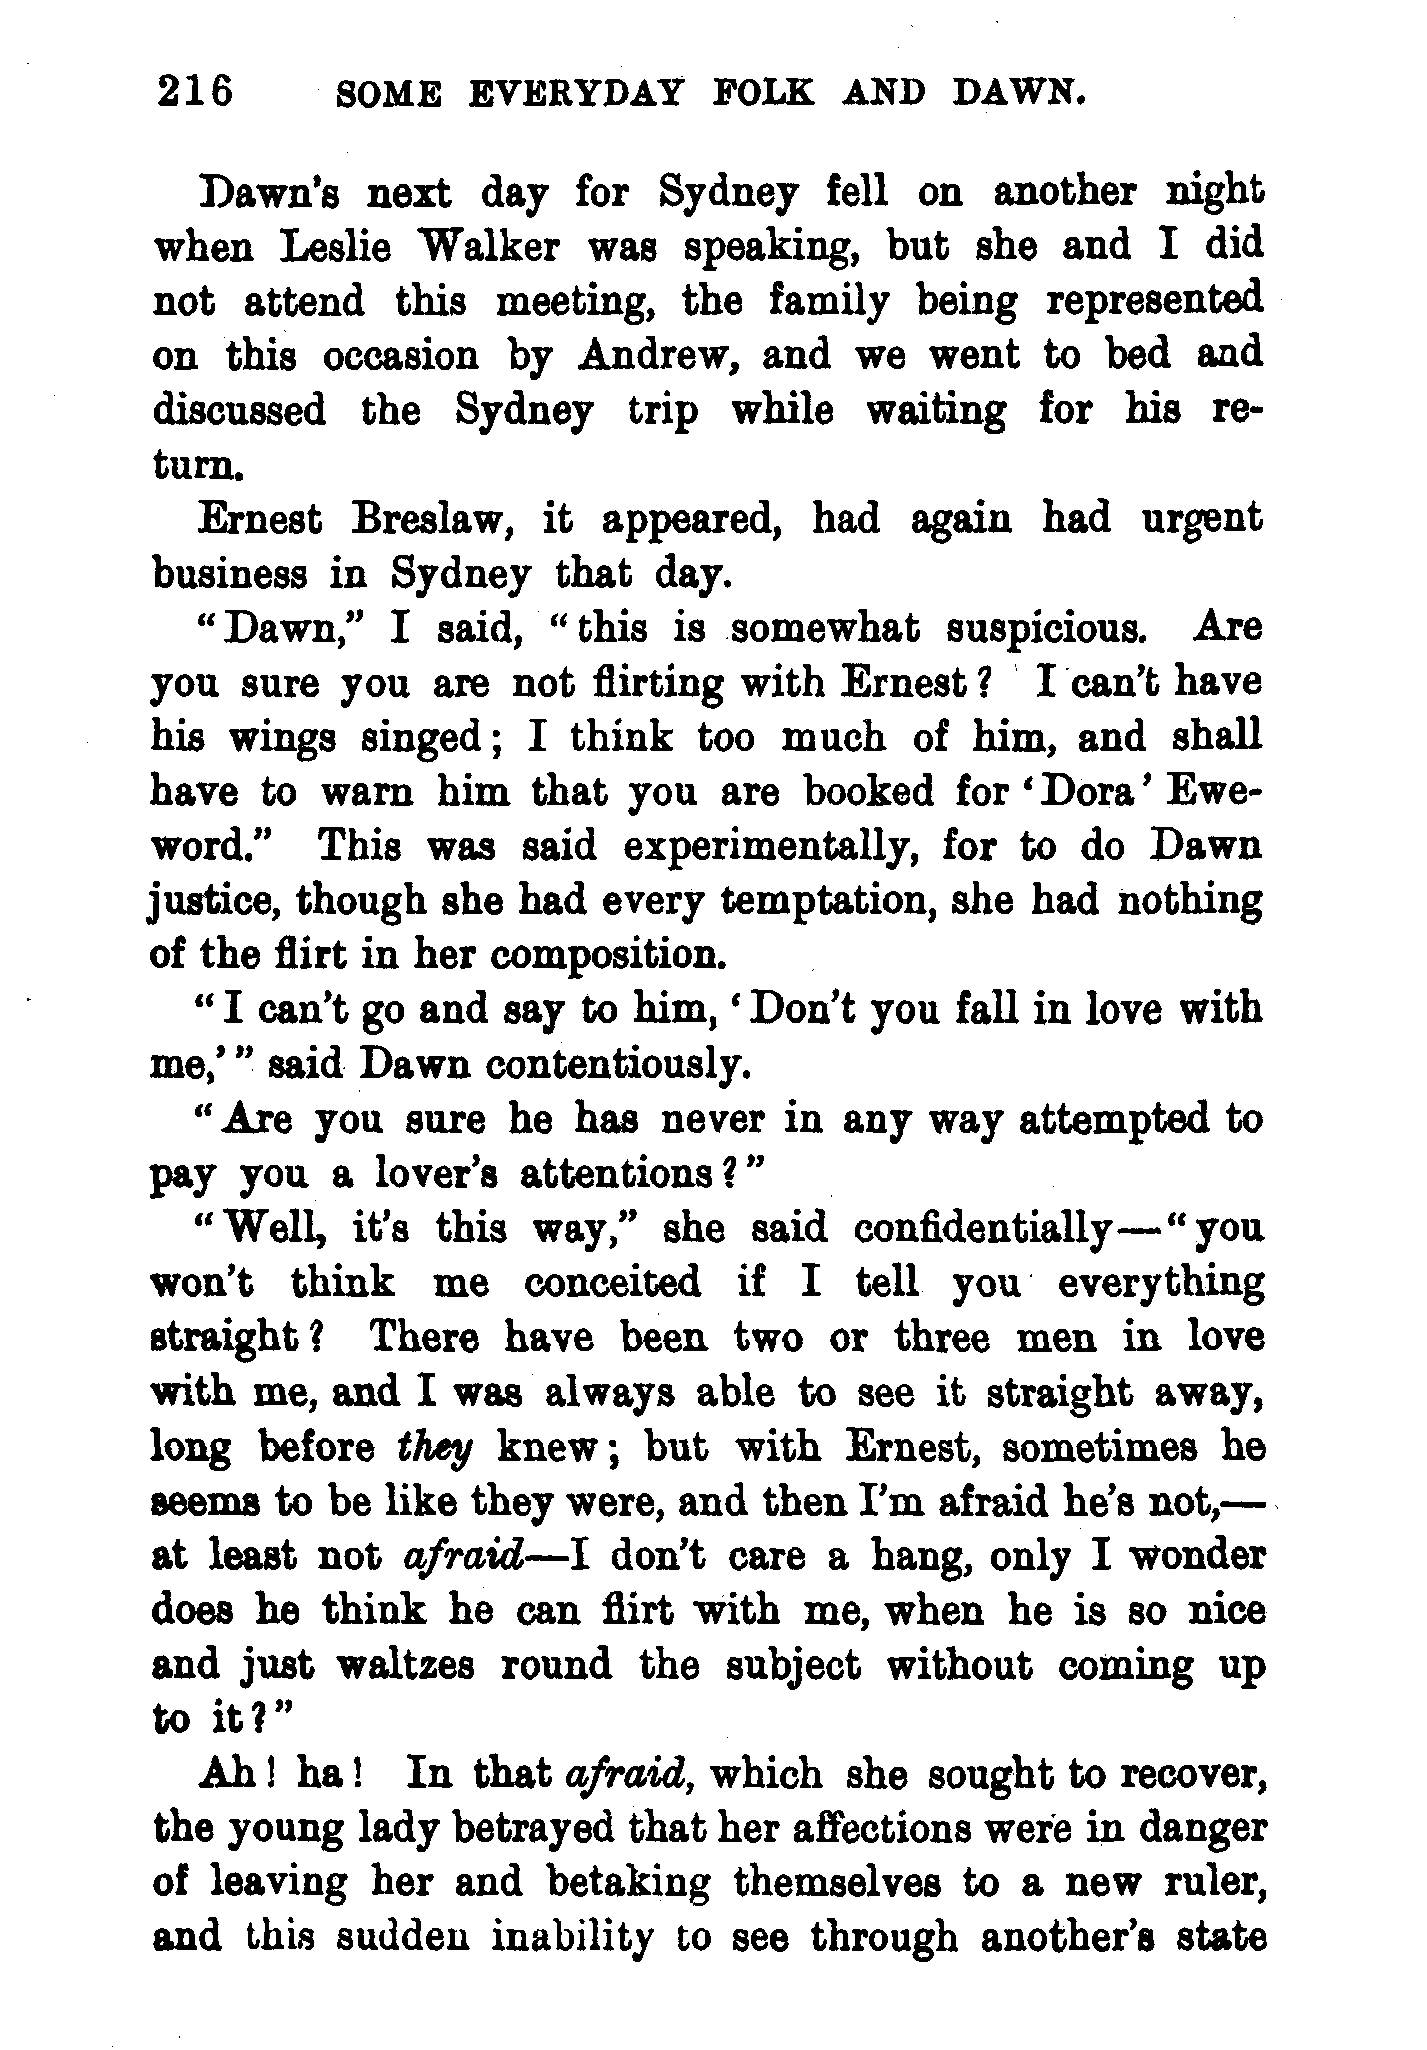 216 SOME EVERYDAY FOLK AND DAWN.
Dawn's next day for Sydney fell on another night
when Leslie Walker was speaking, but she and I did
not attend this meeting, the family being represented
on this occasion by Andrew, and we went to bed and
discussed the Sydney trip while waiting for his re-
turn.
Ernest Breslaw, it appeared, had again had urgent
business in Sydney that day.
"Dawn," I said, "this is somewhat suspicious. Are
you sure you are not flirting with Ernest? I can't have
his wings singed; I think too much of him, and shall
have to warn him that you are booked for 'Dora' Ewe-
word." This was said experimentally, for to do Dawn
justice, though she had every temptation, she had nothing
of the flirt in her composition.
"I can't go and say to him, 'Don't you fall in love with
me,'" said Dawn contentiously.
"Are you sure he has never in any way attempted to
pay you a lover's attentions?"
"Well, it's this way," she said confidentially—"you
won't think me conceited if I tell you everything
straight? There have been two or three men in love
with me, and I was always able to see it straight away,
long before they knew; but with Ernest, sometimes he
seems to be like they were, and then I'm afraid he's not,—
at least not afraid—I don't care a hang, only I wonder
does he think he can flirt with me, when he is so nice
and just waltzes round the subject without coming up
to it?"
Ah! ha! In that afraid, which she sought to recover,
the young lady betrayed that her affections were in danger
of leaving her and betaking themselves to a new ruler,
and this sudden inability to see through another's state